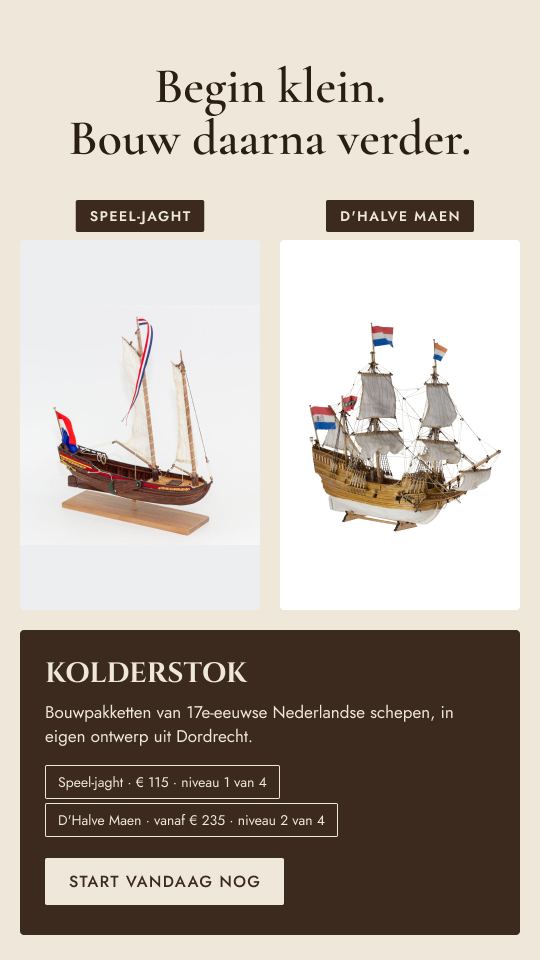 Begin klein.
Bouw daarna verder.
SPEEL-JAGHT
D'HALVE MAEN
KOLDERSTOK
Bouwpakketten van 17e-eeuwse Nederlandse schepen, in
eigen ontwerp uit Dordrecht.
Speel-jaght · € 115 · niveau 1 van 4
D'Halve Maen · vanaf € 235 · niveau 2 van 4
START VANDAAG NOG